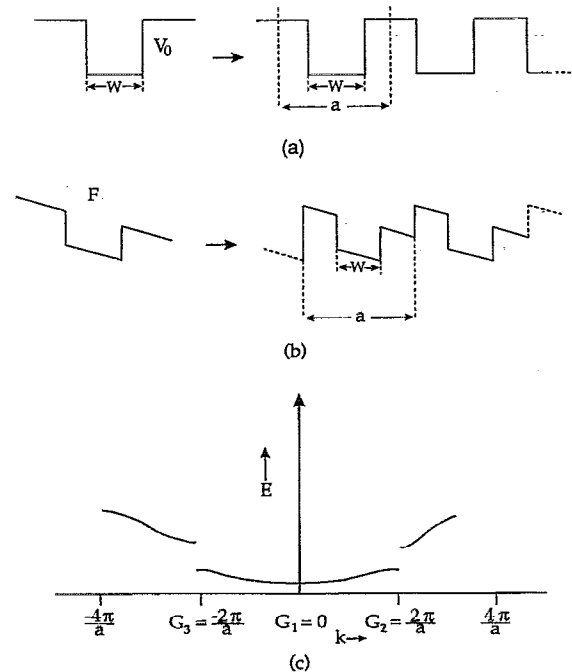 V₀
W
W
a
(a)
F
W
a
(b)
E
-4π/a G₃ = -2π/a G₁ = 0 G₂ = 2π/a 4π/a
k→
(c)